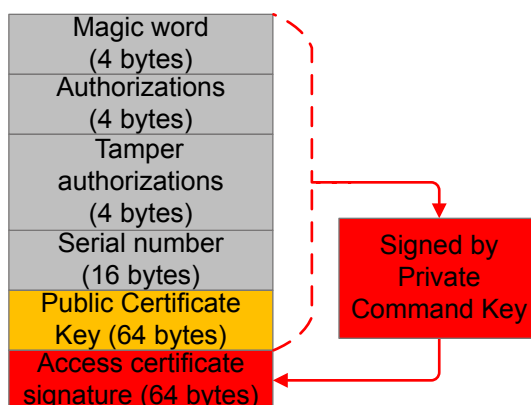 Magic word
(4 bytes)
Authorizations
(4 bytes)
Tamper
authorizations
(4 bytes)
Serial number
(16 bytes)
Public Certificate
Key (64 bytes)
Access certificate
signature (64 bytes)
Signed by
Private
Command Key